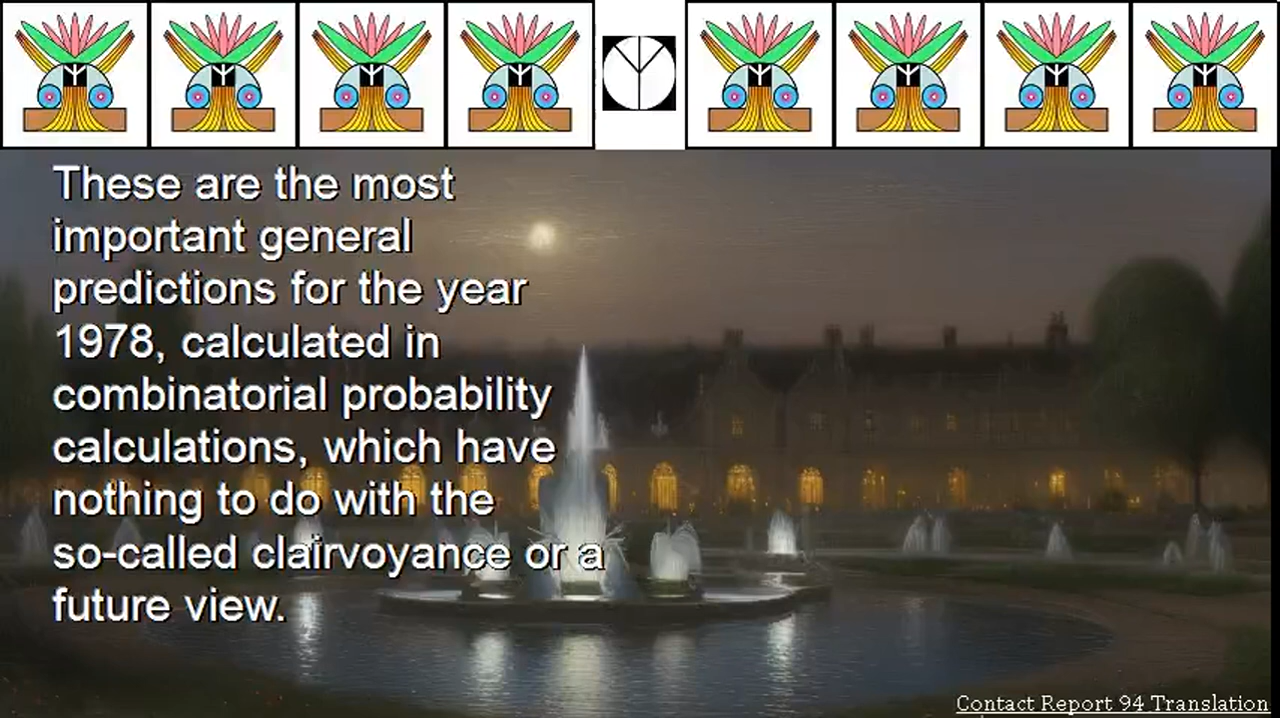 These are the most
important general
predictions for the year
1978, calculated in
combinatorial probability
calculations, which have
nothing to do with the
so-called clairvoyance or a
future view.
Contact Report 94 Translation